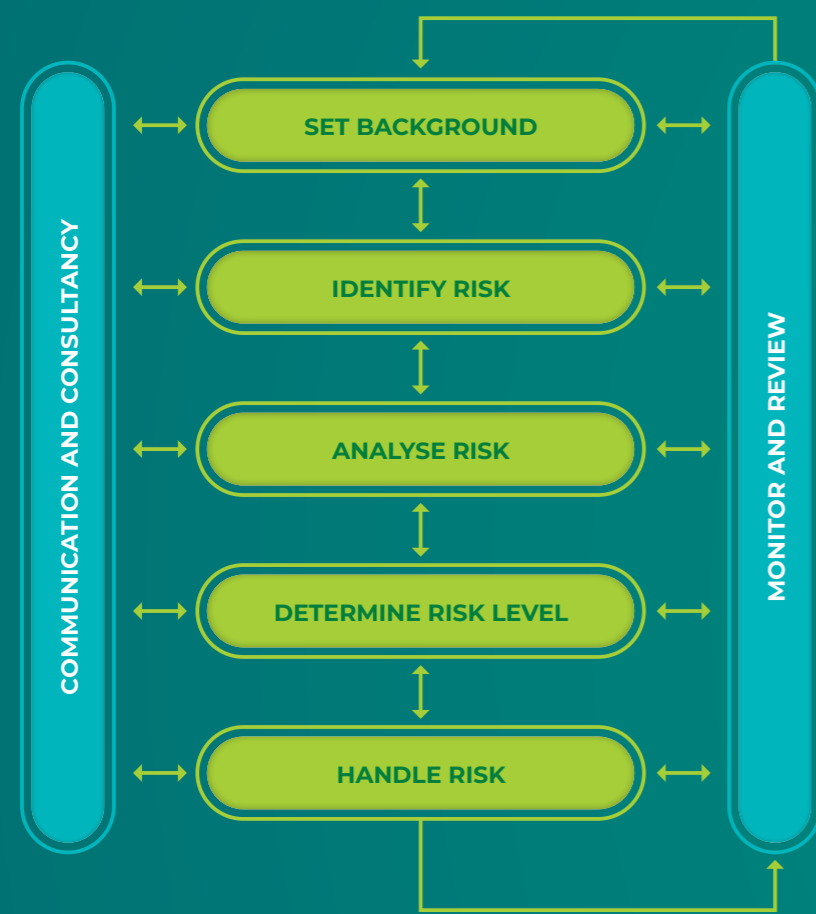 COMMUNICATION AND CONSULTANCY
SET BACKGROUND
IDENTIFY RISK
ANALYSE RISK
DETERMINE RISK LEVEL
HANDLE RISK
MONITOR AND REVIEW